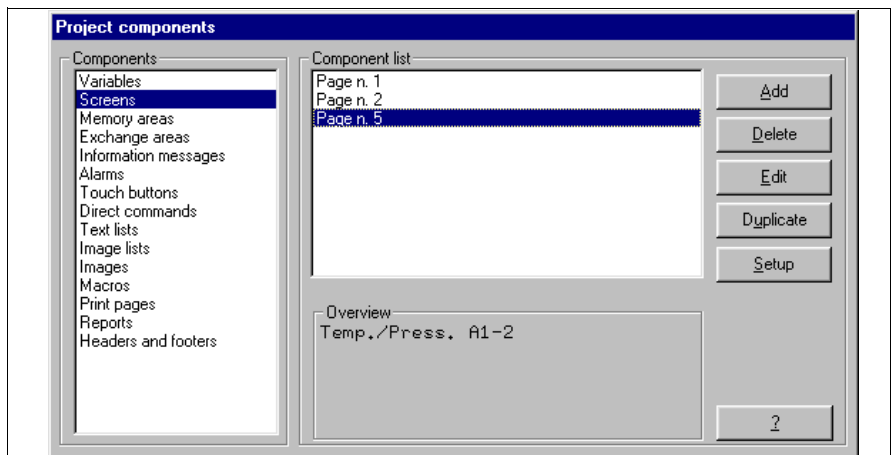 Project components
Components
Variables
Screens
Memory areas
Exchange areas
Information messages
Alarms
Touch buttons
Direct commands
Text lists
Image lists
Images
Macros
Print pages
Reports
Headers and footers
Component list
Page n. 1
Page n. 2
Page n. 5
Add
Delete
Edit
Duplicate
Setup
Overview
Temp./Press. A1-2
?